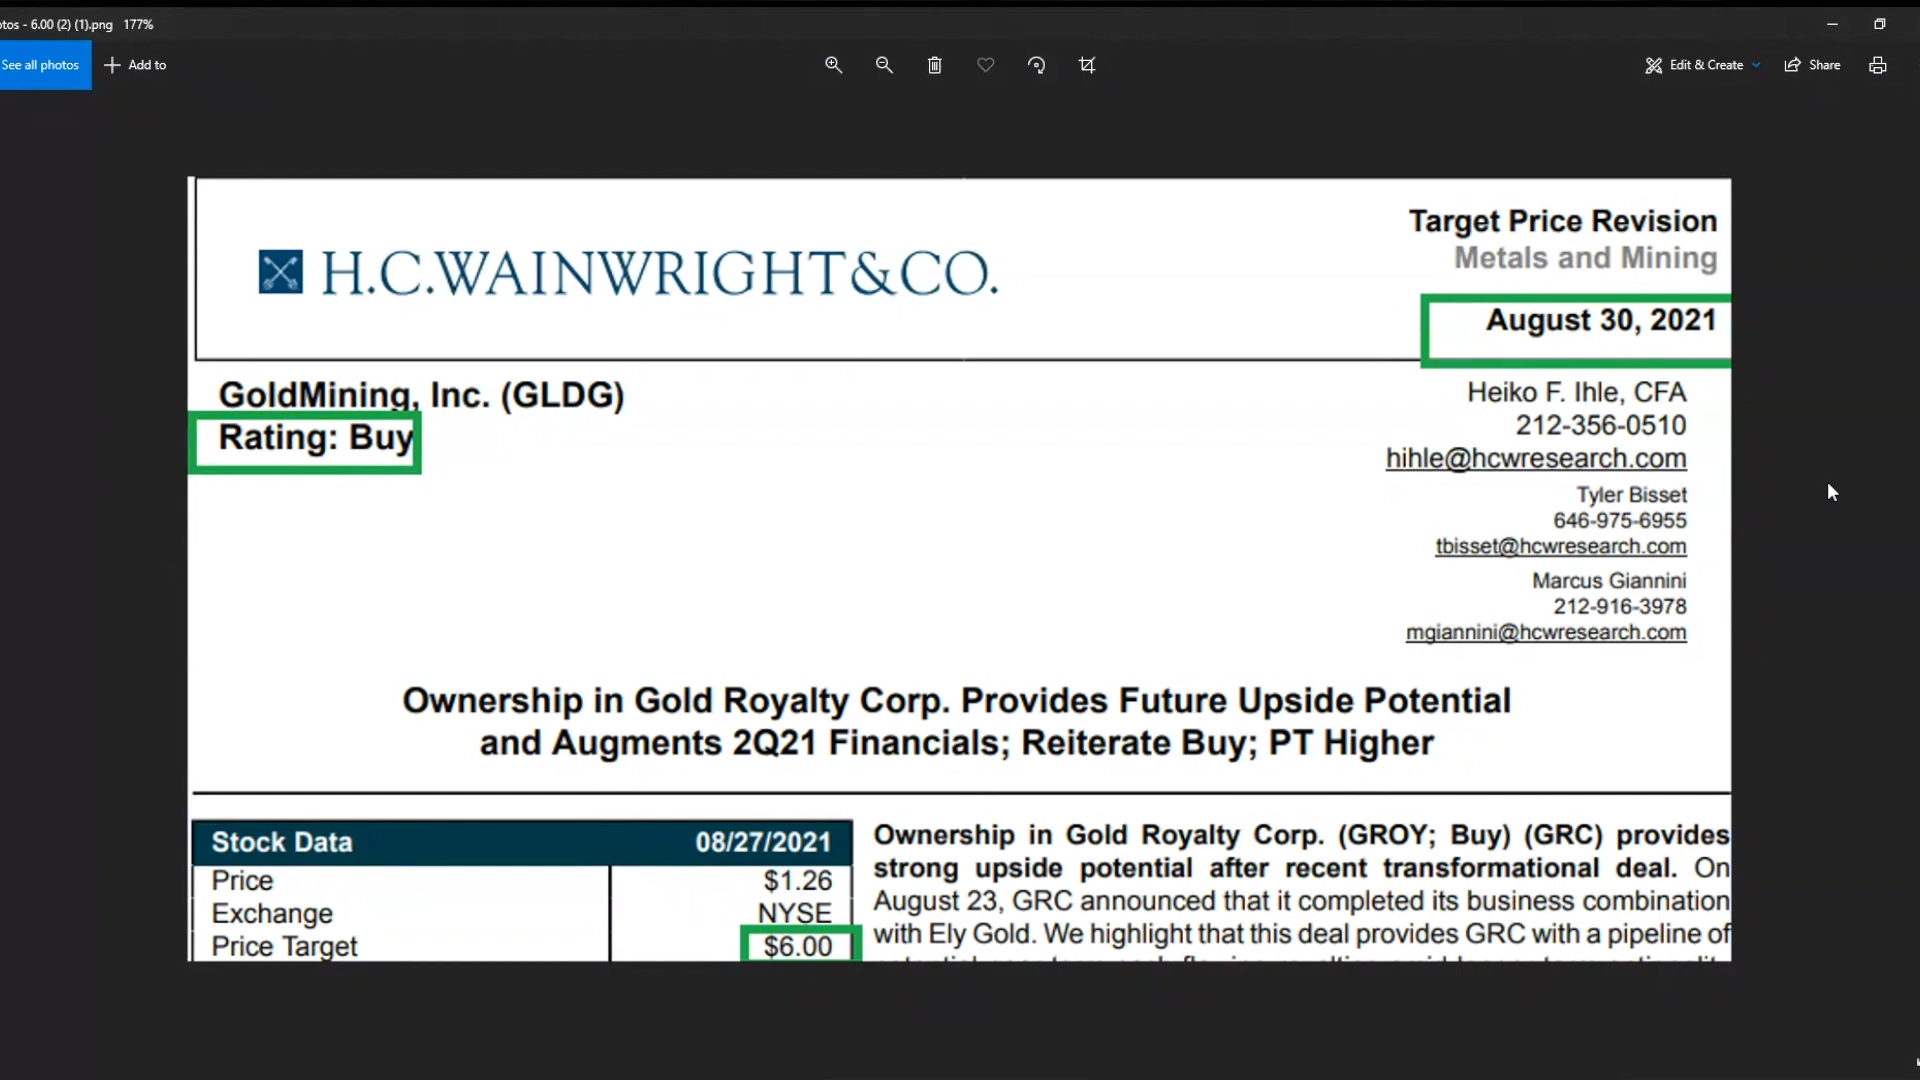 otos - 6.00 (2) (1).png 177%
See all photos
Add to
Edit & Create
Share
Target Price Revision
Metals and Mining
H.C.WAINWRIGHT&CO.
August 30, 2021
GoldMining, Inc. (GLDG)
Rating: Buy
Heiko F. Ihle, CFA
212-356-0510
hihle@hcwresearch.com
Tyler Bisset
646-975-6955
tbisset@hcwresearch.com
Marcus Giannini
212-916-3978
mgiannini@hcwresearch.com
Ownership in Gold Royalty Corp. Provides Future Upside Potential
and Augments 2Q21 Financials; Reiterate Buy; PT Higher
Stock Data 08/27/2021
Price $1.26
Exchange NYSE
Price Target $6.00
Ownership in Gold Royalty Corp. (GROY; Buy) (GRC) provides
strong upside potential after recent transformational deal. On
August 23, GRC announced that it completed its business combination
with Ely Gold. We highlight that this deal provides GRC with a pipeline of